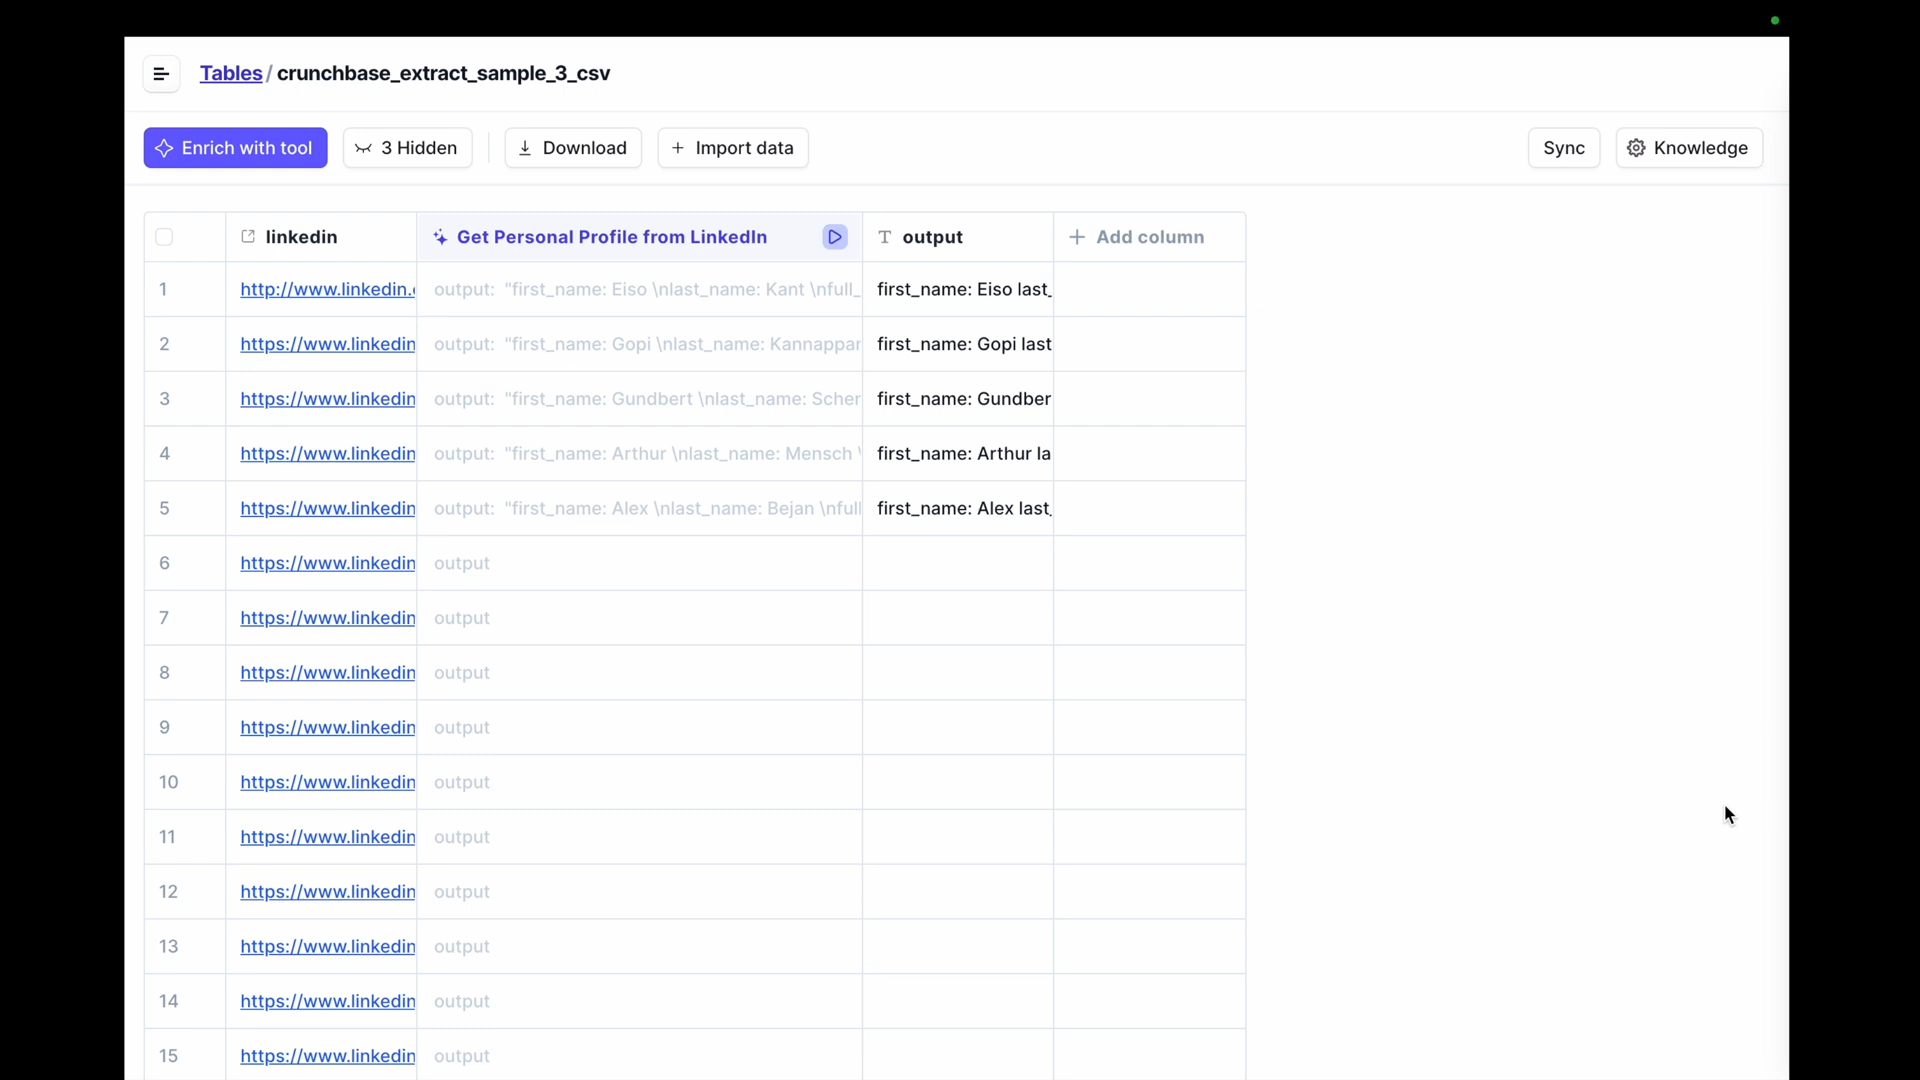 Tables / crunchbase_extract_sample_3_csv
Enrich with tool 3 Hidden Download + Import data Sync Knowledge
linkedin Get Personal Profile from LinkedIn output + Add column
1 http://www.linkedin. output: "first_name: Eiso \nlast_name: Kant \nfull_ first_name: Eiso last_
2 https://www.linkedin output: "first_name: Gopi \nlast_name: Kannappan first_name: Gopi last
3 https://www.linkedin output: "first_name: Gundbert \nlast_name: Scher first_name: Gundber
4 https://www.linkedin output: "first_name: Arthur \nlast_name: Mensch \ first_name: Arthur la
5 https://www.linkedin output: "first_name: Alex \nlast_name: Bejan \nfull first_name: Alex last_
6 https://www.linkedin output
7 https://www.linkedin output
8 https://www.linkedin output
9 https://www.linkedin output
10 https://www.linkedin output
11 https://www.linkedin output
12 https://www.linkedin output
13 https://www.linkedin output
14 https://www.linkedin output
15 https://www.linkedin output